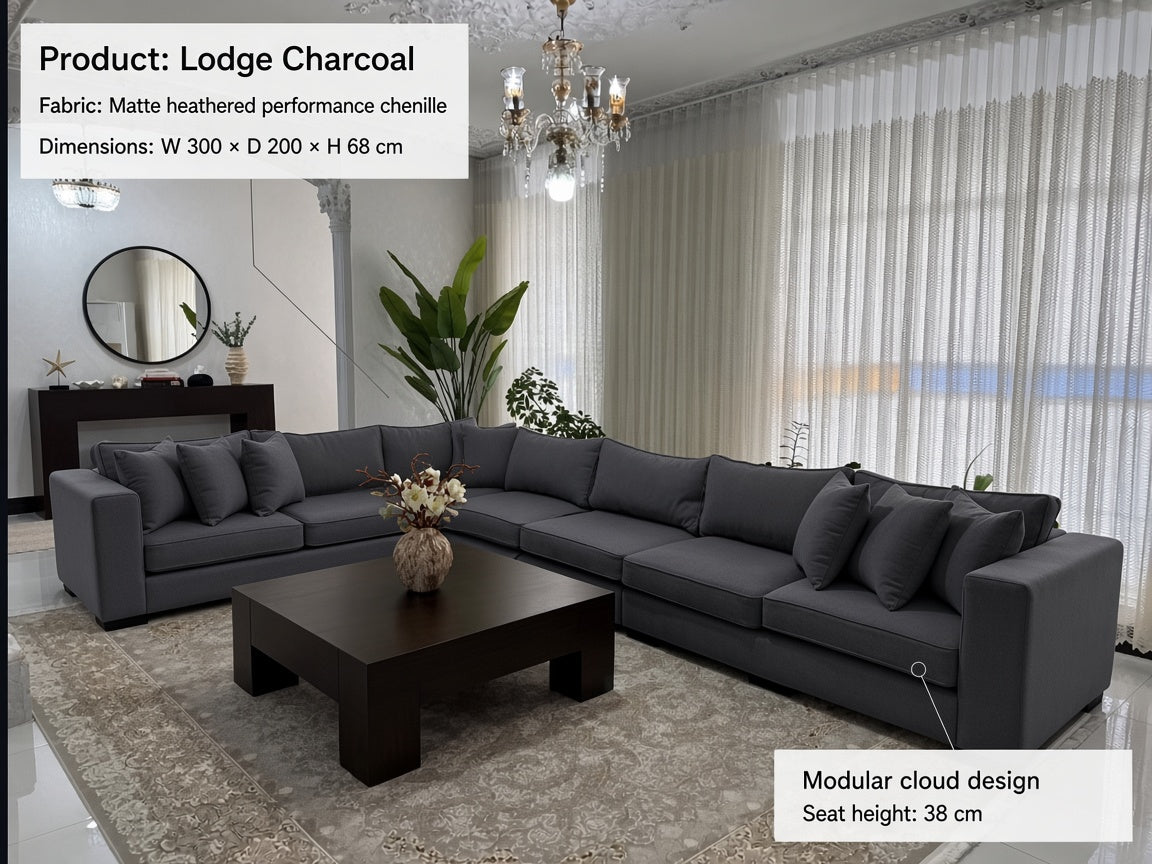 Product: Lodge Charcoal
Fabric: Matte heathered performance chenille
Dimensions: W 300 × D 200 × H 68 cm
Modular cloud design
Seat height: 38 cm